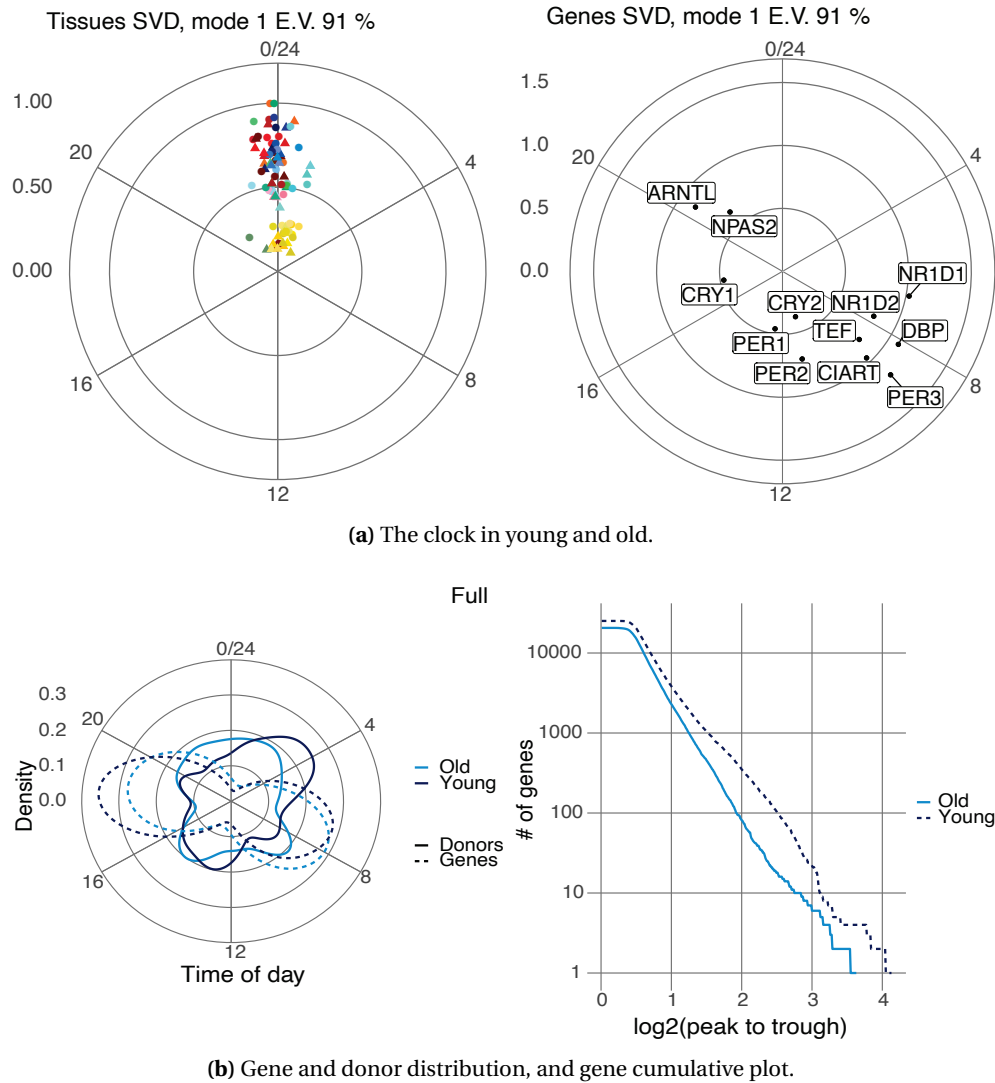 Tissues SVD, mode 1 E.V. 91 %
0/24
1.00
20
4
0.50
0.00
16
8
12
Genes SVD, mode 1 E.V. 91 %
0/24
1.5
1.0
20
4
ARNTL
0.5
NPAS2
0.0
NR1D1
CRY1
CRY2
NR1D2
PER1
TEF
DBP
PER2
CIART
16
8
PER3
12
(a) The clock in young and old.
Full
0/24
0.3
20
4
0.2
0.1
0.0
Density
16
8
12
Time of day
Old
Young
Donors
Genes
10000
1000
100
10
1
# of genes
0
1
2
3
4
log2(peak to trough)
Old
Young
(b) Gene and donor distribution, and gene cumulative plot.